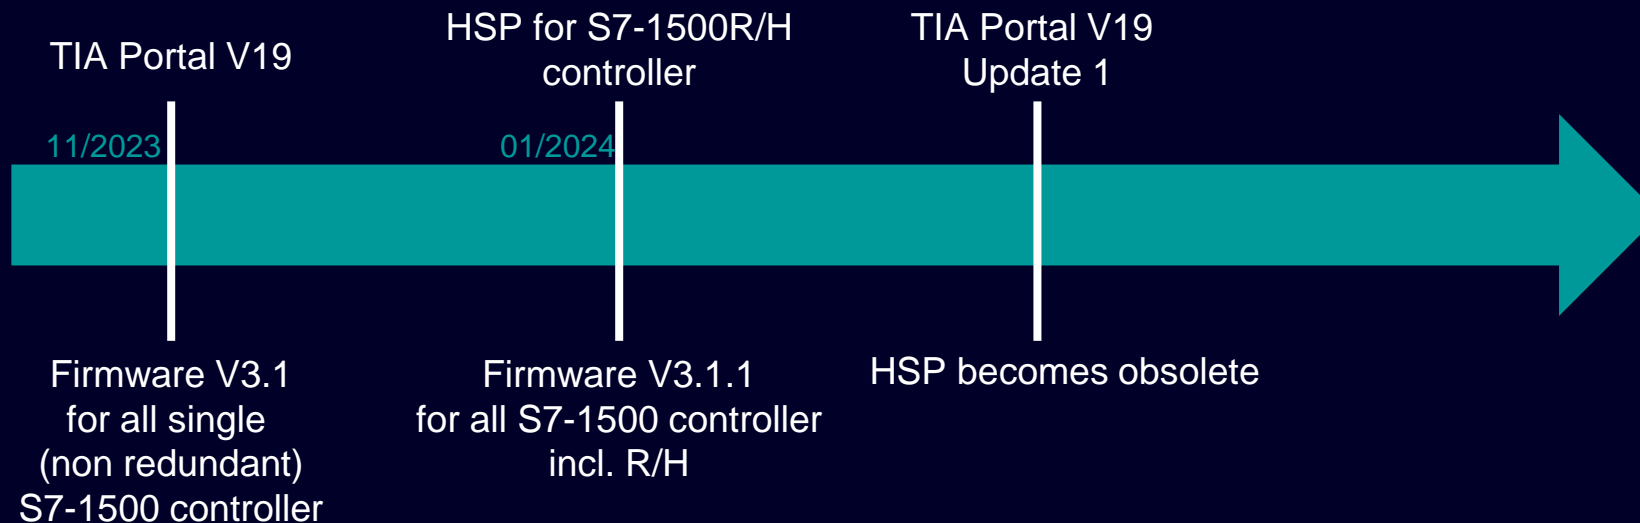 TIA Portal V19
HSP for S7-1500R/H
controller
TIA Portal V19
Update 1
11/2023
01/2024
Firmware V3.1
for all single
(non redundant)
S7-1500 controller
Firmware V3.1.1
for all S7-1500 controller
incl. R/H
HSP becomes obsolete